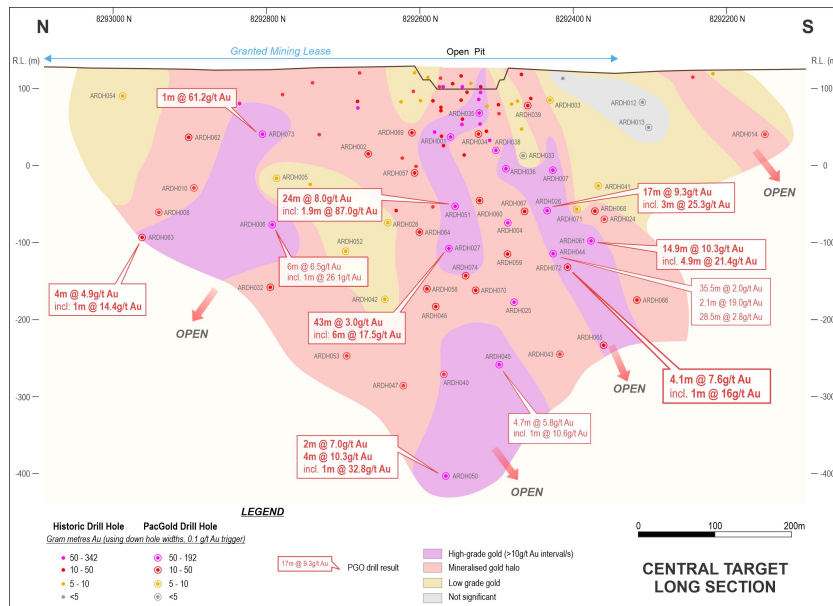 N
8293000 N
8292800 N
8292600 N
8292400 N
8292200 N
S
Granted Mining Lease
Open Pit
R.L. (m)
R.L. (m)
100
0
-100
-200
-300
-400
100
0
-100
-200
-300
-400
ARDH054
1m @ 61.2g/t Au
ARDH073
ARDH062
ARDH069
ARDH002
ARDH057
ARDH035
ARDH001
ARDH034
ARDH038
ARDH039
ARDH003
ARDH033
ARDH036
ARDH007
ARDH012
ARDH013
ARDH014
OPEN
ARDH010
ARDH008
ARDH063
ARDH005
ARDH006
ARDH052
ARDH028
ARDH064
ARDH042
ARDH032
24m @ 8.0g/t Au
incl: 1.9m @ 87.0g/t Au
ARDH051
ARDH060
ARDH067
ARDH004
ARDH026
ARDH071
ARDH041
ARDH068
ARDH024
17m @ 9.3g/t Au
incl: 3m @ 25.3g/t Au
6m @ 6.5g/t Au
incl: 1m @ 26.1g/t Au
4m @ 4.9g/t Au
incl: 1m @ 14.4g/t Au
ARDH027
ARDH074
ARDH059
ARDH061
ARDH044
ARDH072
14.9m @ 10.3g/t Au
incl: 4.9m @ 21.4g/t Au
35.5m @ 2.0g/t Au
2.1m @ 19.0g/t Au
28.5m @ 2.8g/t Au
ARDH058
ARDH070
ARDH046
ARDH025
ARDH066
OPEN
43m @ 3.0g/t Au
incl: 6m @ 17.5g/t Au
ARDH053
ARDH047
ARDH040
ARDH045
ARDH043
ARDH065
OPEN
4.1m @ 7.6g/t Au
incl. 1m @ 16g/t Au
4.7m @ 5.8g/t Au
incl. 1m @ 10.6g/t Au
2m @ 7.0g/t Au
4m @ 10.3g/t Au
incl. 1m @ 32.8g/t Au
ARDH050
OPEN
LEGEND
Historic Drill Hole
PacGold Drill Hole
Gram metres Au (using down hole widths, 0.1 g/t Au trigger)
50 - 342
10 - 50
5 - 10
<5
50 - 192
10 - 50
5 - 10
<5
17m @ 9.3g/t Au
PGO drill result
High-grade gold (>10g/t Au interval/s)
Mineralised gold halo
Low grade gold
Not significant
0
100
200m
CENTRAL TARGET
LONG SECTION